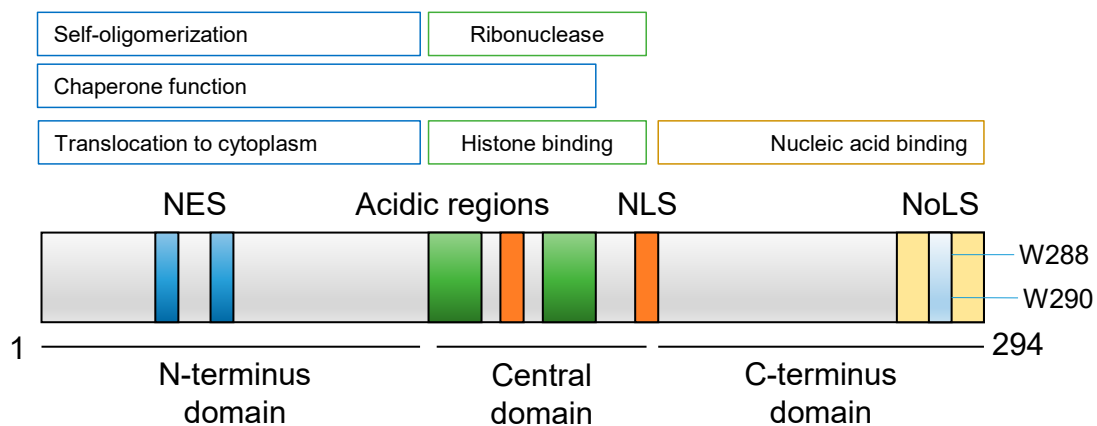 Self-oligomerization
Ribonuclease
Chaperone function
Translocation to cytoplasm
Histone binding
Nucleic acid binding
NES
Acidic regions
NLS
NoLS
W288
W290
1
294
N-terminus
domain
Central
domain
C-terminus
domain